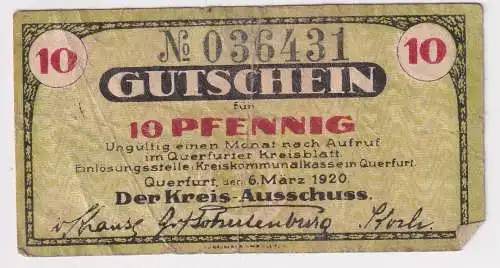 № 036431
10 10
GUTSCHEIN
für
10 PFENNIG
Ungültig einen Monat nach Aufruf
im Querfurter Kreisblatt.
Einlösungsstelle: Kreiskommunalkasse in Querfurt.
Querfurt, den 6. März 1920.
Der Kreis-Ausschuss.